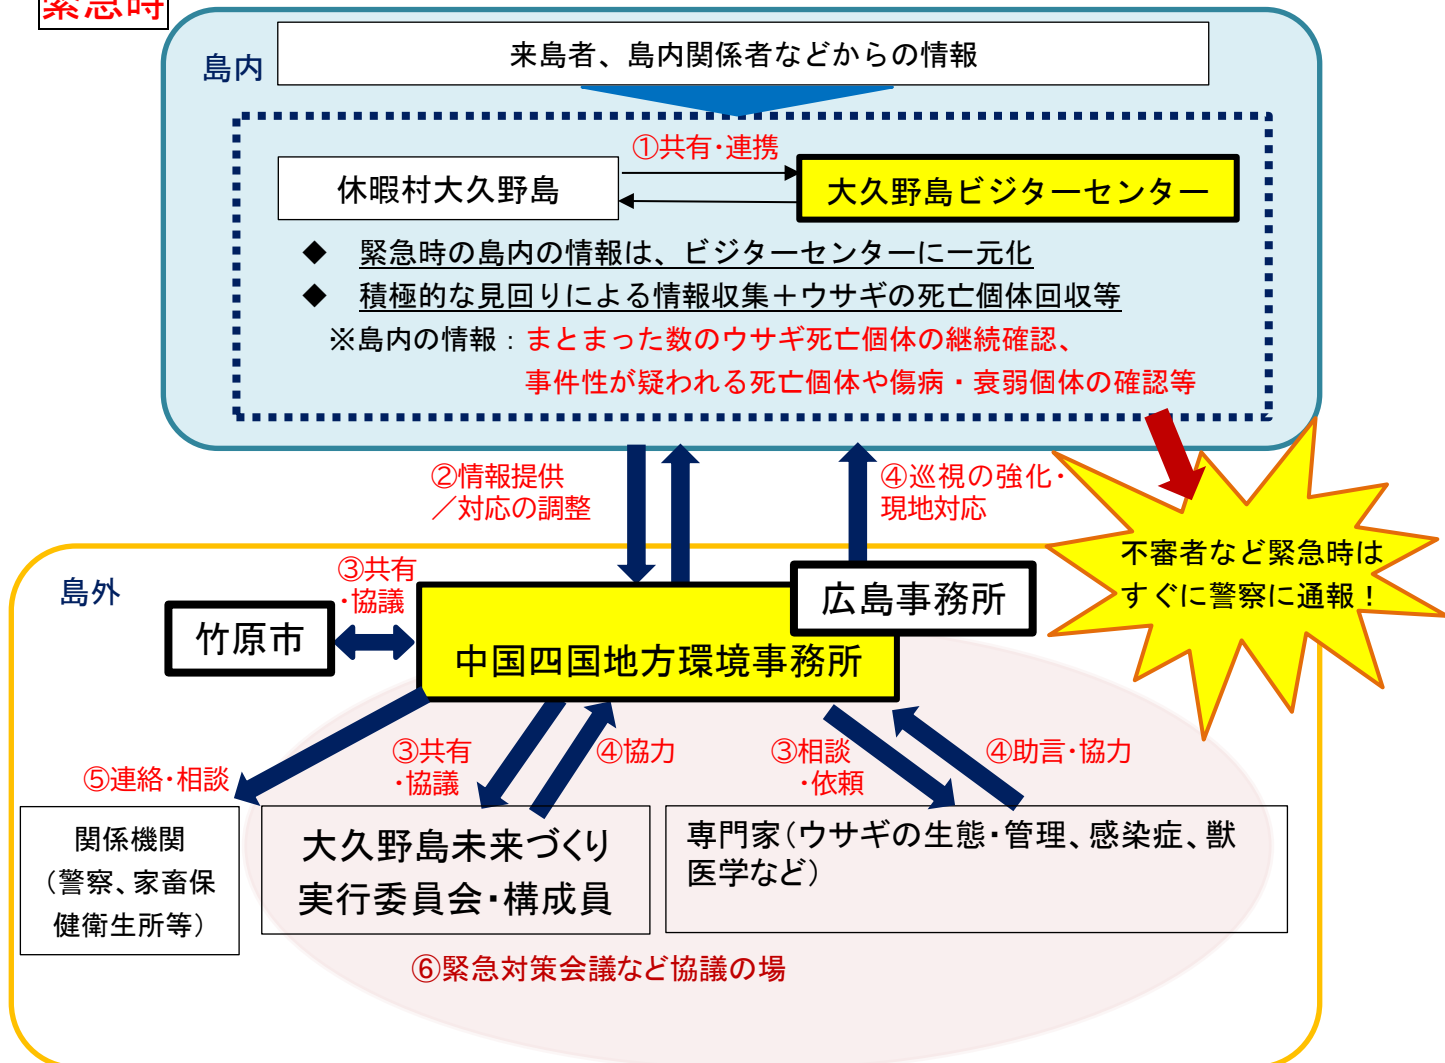 緊急時
島内
来島者、島内関係者などからの情報
①共有・連携
休暇村大久野島
大久野島ビジターセンター
◆ 緊急時の島内の情報は、ビジターセンターに一元化
◆ 積極的な見回りによる情報収集＋ウサギの死亡個体回収等
※島内の情報：まとまった数のウサギ死亡個体の継続確認、
事件性が疑われる死亡個体や傷病・衰弱個体の確認等
②情報提供
／対応の調整
④巡視の強化・
現地対応
不審者など緊急時は
すぐに警察に通報！
島外
③共有
・協議
竹原市
広島事務所
中国四国地方環境事務所
⑤連絡・相談
③共有
・協議
④協力
③相談
・依頼
④助言・協力
関係機関
（警察、家畜保
健衛生所等）
大久野島未来づくり
実行委員会・構成員
専門家（ウサギの生態・管理、感染症、獣
医学など）
⑥緊急対策会議など協議の場